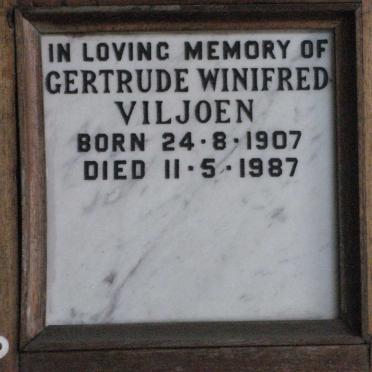 IN LOVING MEMORY OF
GERTRUDE WINIFRED
VILJOEN
BORN 24·8·1907
DIED 11·5·1987